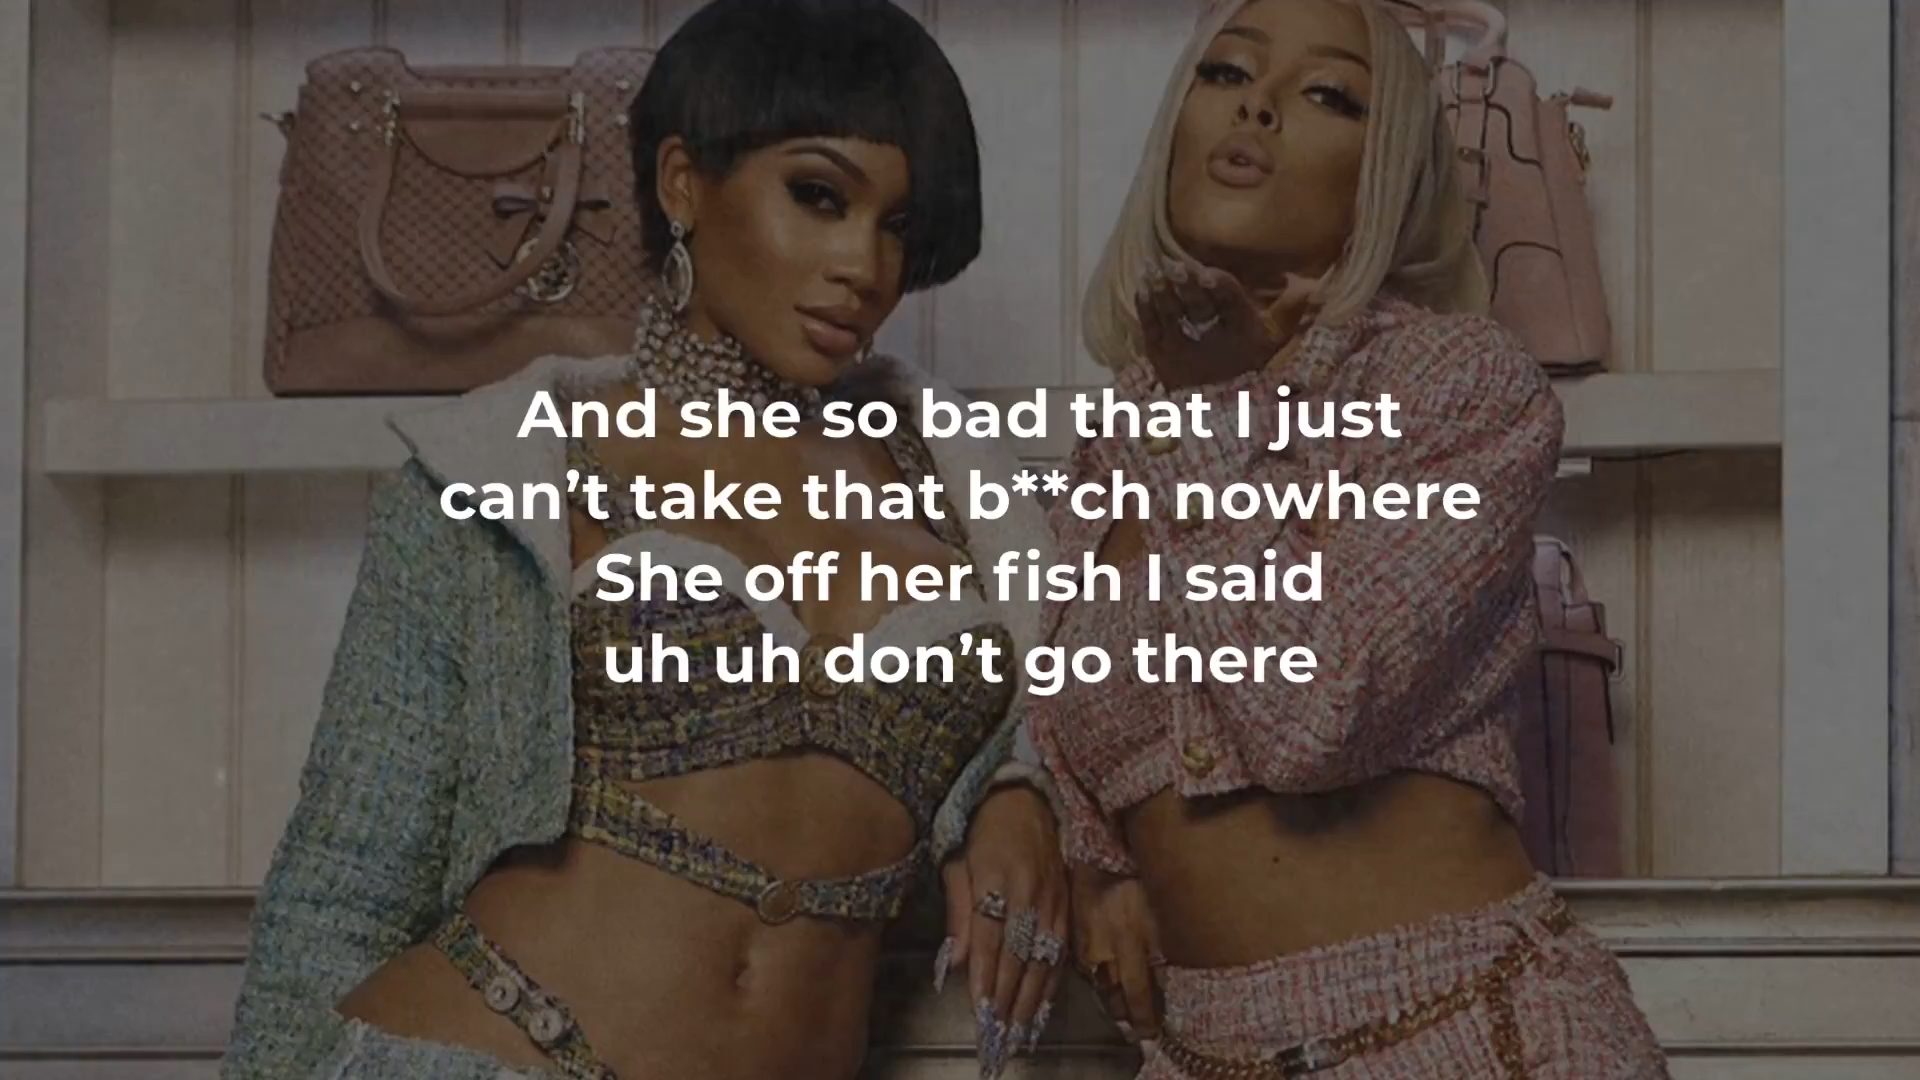 And she so bad that I just
can’t take that b**ch nowhere
She off her fish I said
uh uh don’t go there